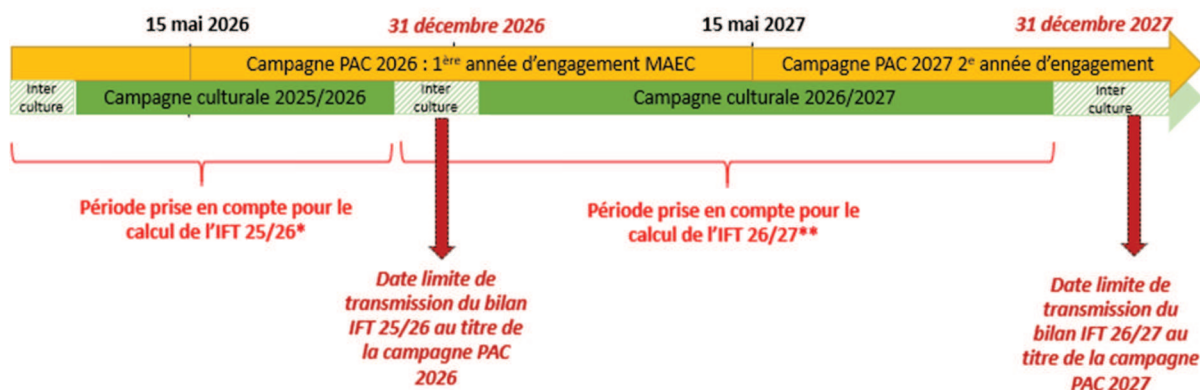 15 mai 2026
31 décembre 2026
15 mai 2027
31 décembre 2027
Campagne PAC 2026 : 1ère année d'engagement MAEC
Campagne PAC 2027 2e année d'engagement
Inter
culture
Campagne culturale 2025/2026
Inter
culture
Campagne culturale 2026/2027
Inter
culture
Période prise en compte pour le
calcul de l'IFT 25/26*
Période prise en compte pour le
calcul de l'IFT 26/27**
Date limite de
transmission du bilan
IFT 25/26 au titre de
la campagne PAC
2026
Date limite de
transmission du
bilan IFT 26/27 au
titre de la campagne
PAC 2027